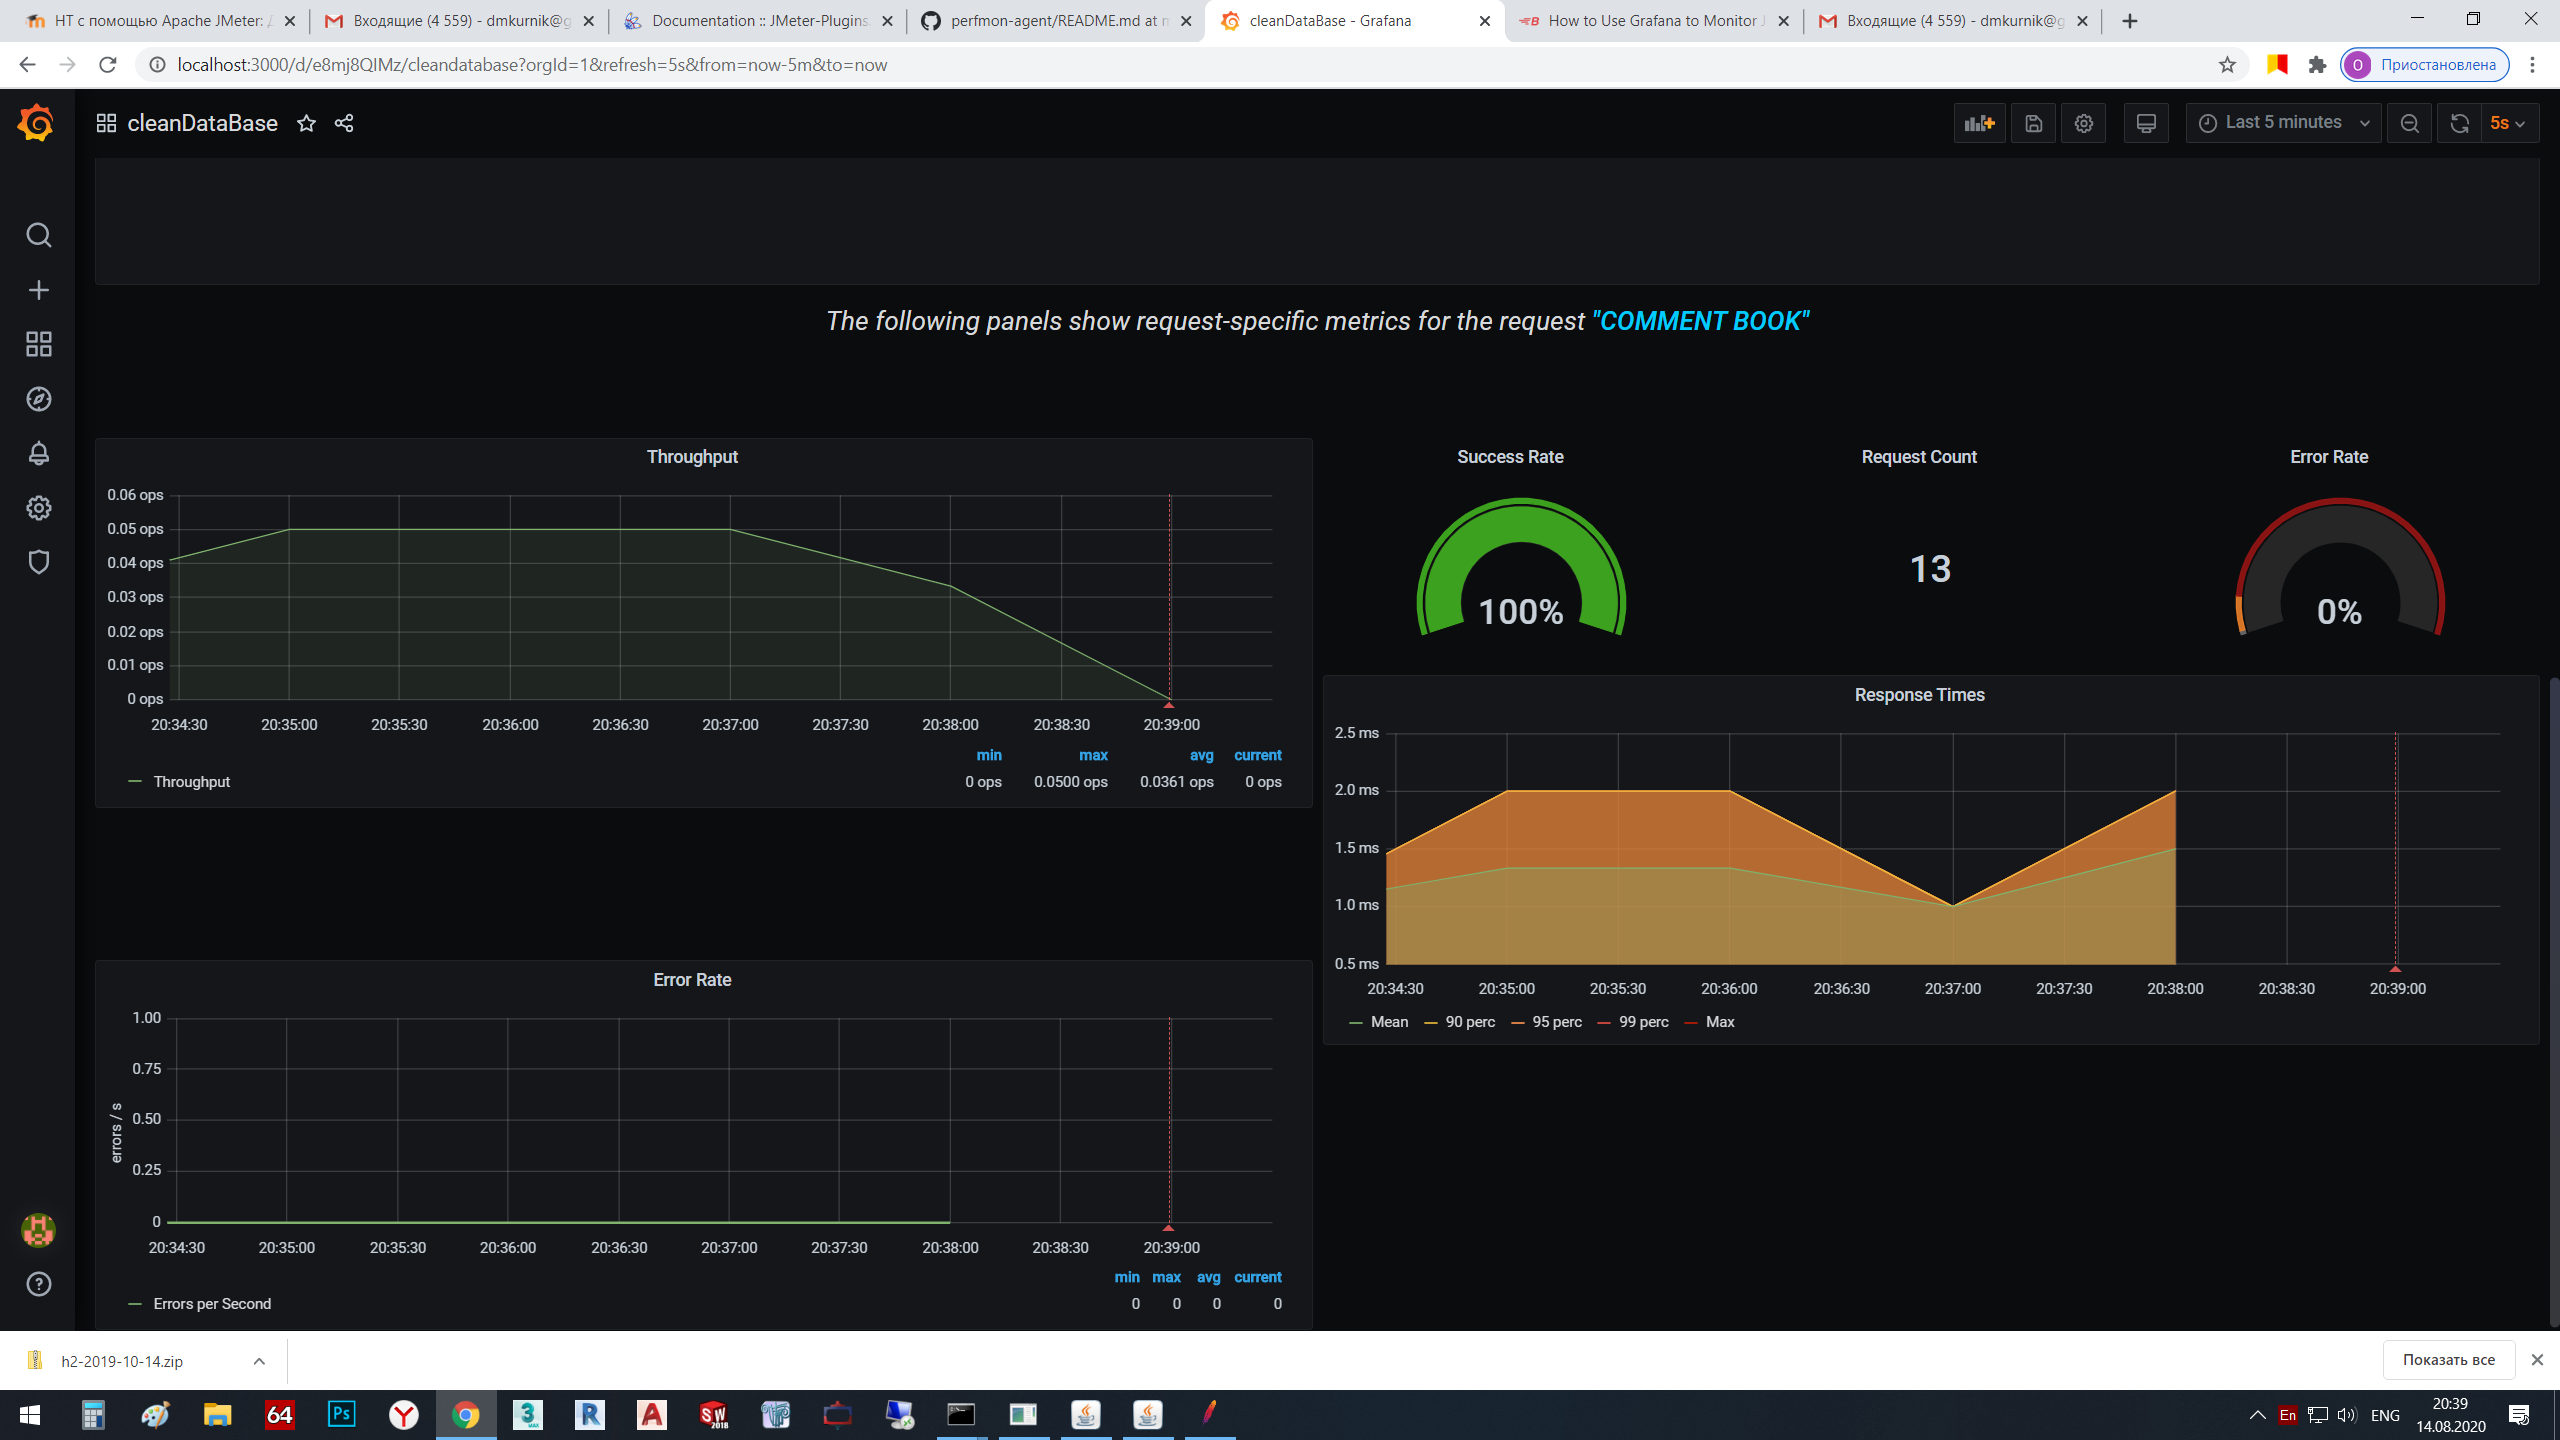 НТ с помощью Apache JMeter:
Входящие (4 559) - dmkurnik@g
Documentation :: JMeter-Plugins
perfmon-agent/README.md at m
cleanDataBase - Grafana
How to Use Grafana to Monitor J
Входящие (4 559) - dmkurnik@g
localhost:3000/d/e8mj8QIMz/cleandatabase?orgId=1&refresh=5s&from=now-5m&to=now
O Приостановлена
cleanDataBase
Last 5 minutes
5s
The following panels show request-specific metrics for the request "COMMENT BOOK"
Throughput
0.06 ops
0.05 ops
0.04 ops
0.03 ops
0.02 ops
0.01 ops
0 ops
20:34:30 20:35:00 20:35:30 20:36:00 20:36:30 20:37:00 20:37:30 20:38:00 20:38:30 20:39:00
min max avg current
Throughput 0 ops 0.0500 ops 0.0361 ops 0 ops
Success Rate
100%
Request Count
13
Error Rate
0%
Response Times
2.5 ms
2.0 ms
1.5 ms
1.0 ms
0.5 ms
20:34:30 20:35:00 20:35:30 20:36:00 20:36:30 20:37:00 20:37:30 20:38:00 20:38:30 20:39:00
Mean 90 perc 95 perc 99 perc Max
Error Rate
errors / s
1.00
0.75
0.50
0.25
0
20:34:30 20:35:00 20:35:30 20:36:00 20:36:30 20:37:00 20:37:30 20:38:00 20:38:30 20:39:00
min max avg current
Errors per Second 0 0 0 0
h2-2019-10-14.zip
Показать все
64
Ps
3
MAX
R
A
SW
2018
En
ENG
20:39
14.08.2020